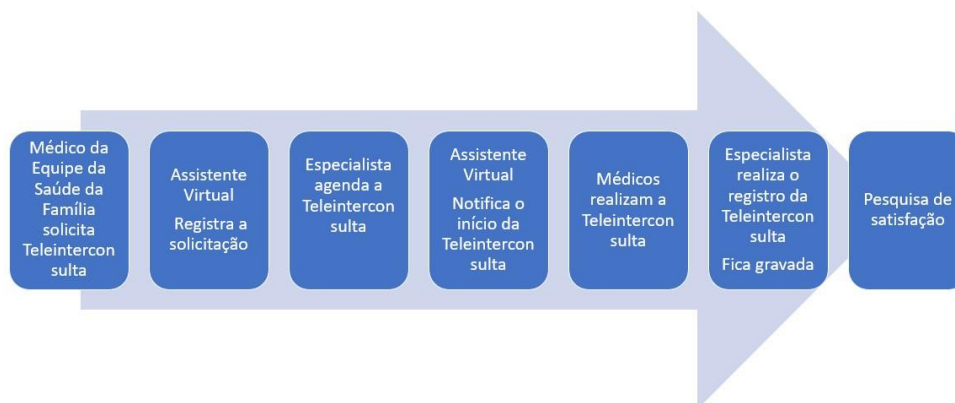 Médico da
Equipe da
Saúde da
Família
solicita
Teleintercon
sulta
Assistente
Virtual
Registra a
solicitação
Especialista
agenda a
Teleintercon
sulta
Assistente
Virtual
Notifica o
início da
Teleintercon
sulta
Médicos
realizam a
Teleintercon
sulta
Especialista
realiza o
registro da
Teleintercon
sulta
Fica gravada
Pesquisa de
satisfação